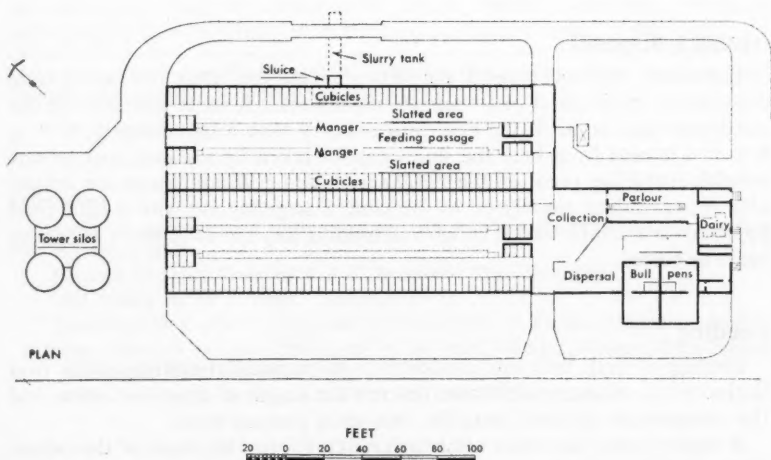 Slurry tank
Sluice
Cubicles
Slatted area
Manger
Feeding passage
Manger
Slatted area
Cubicles
Parlour
Collection
Dairy
Tower silos
Dispersal
Bull pens
PLAN
FEET
20 0 20 40 60 80 100